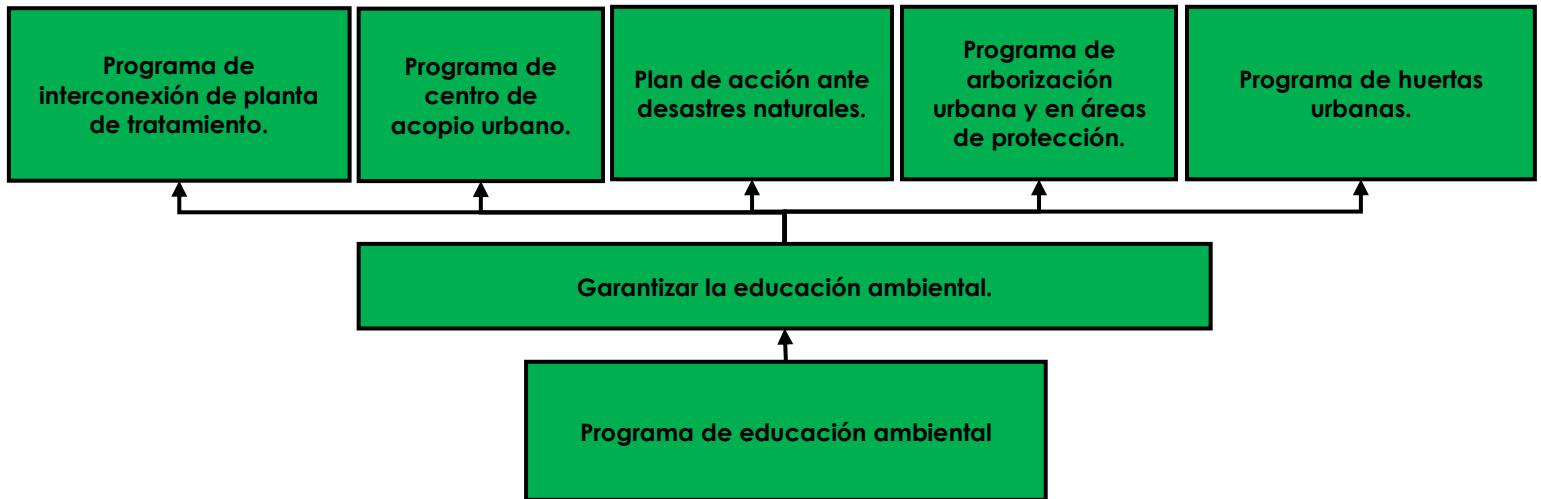 Programa de
interconexión de planta
de tratamiento.
Programa de
centro de
acopio urbano.
Plan de acción ante
desastres naturales.
Programa de
arborización
urbana y en áreas
de protección.
Programa de huertas
urbanas.
Garantizar la educación ambiental.
Programa de educación ambiental